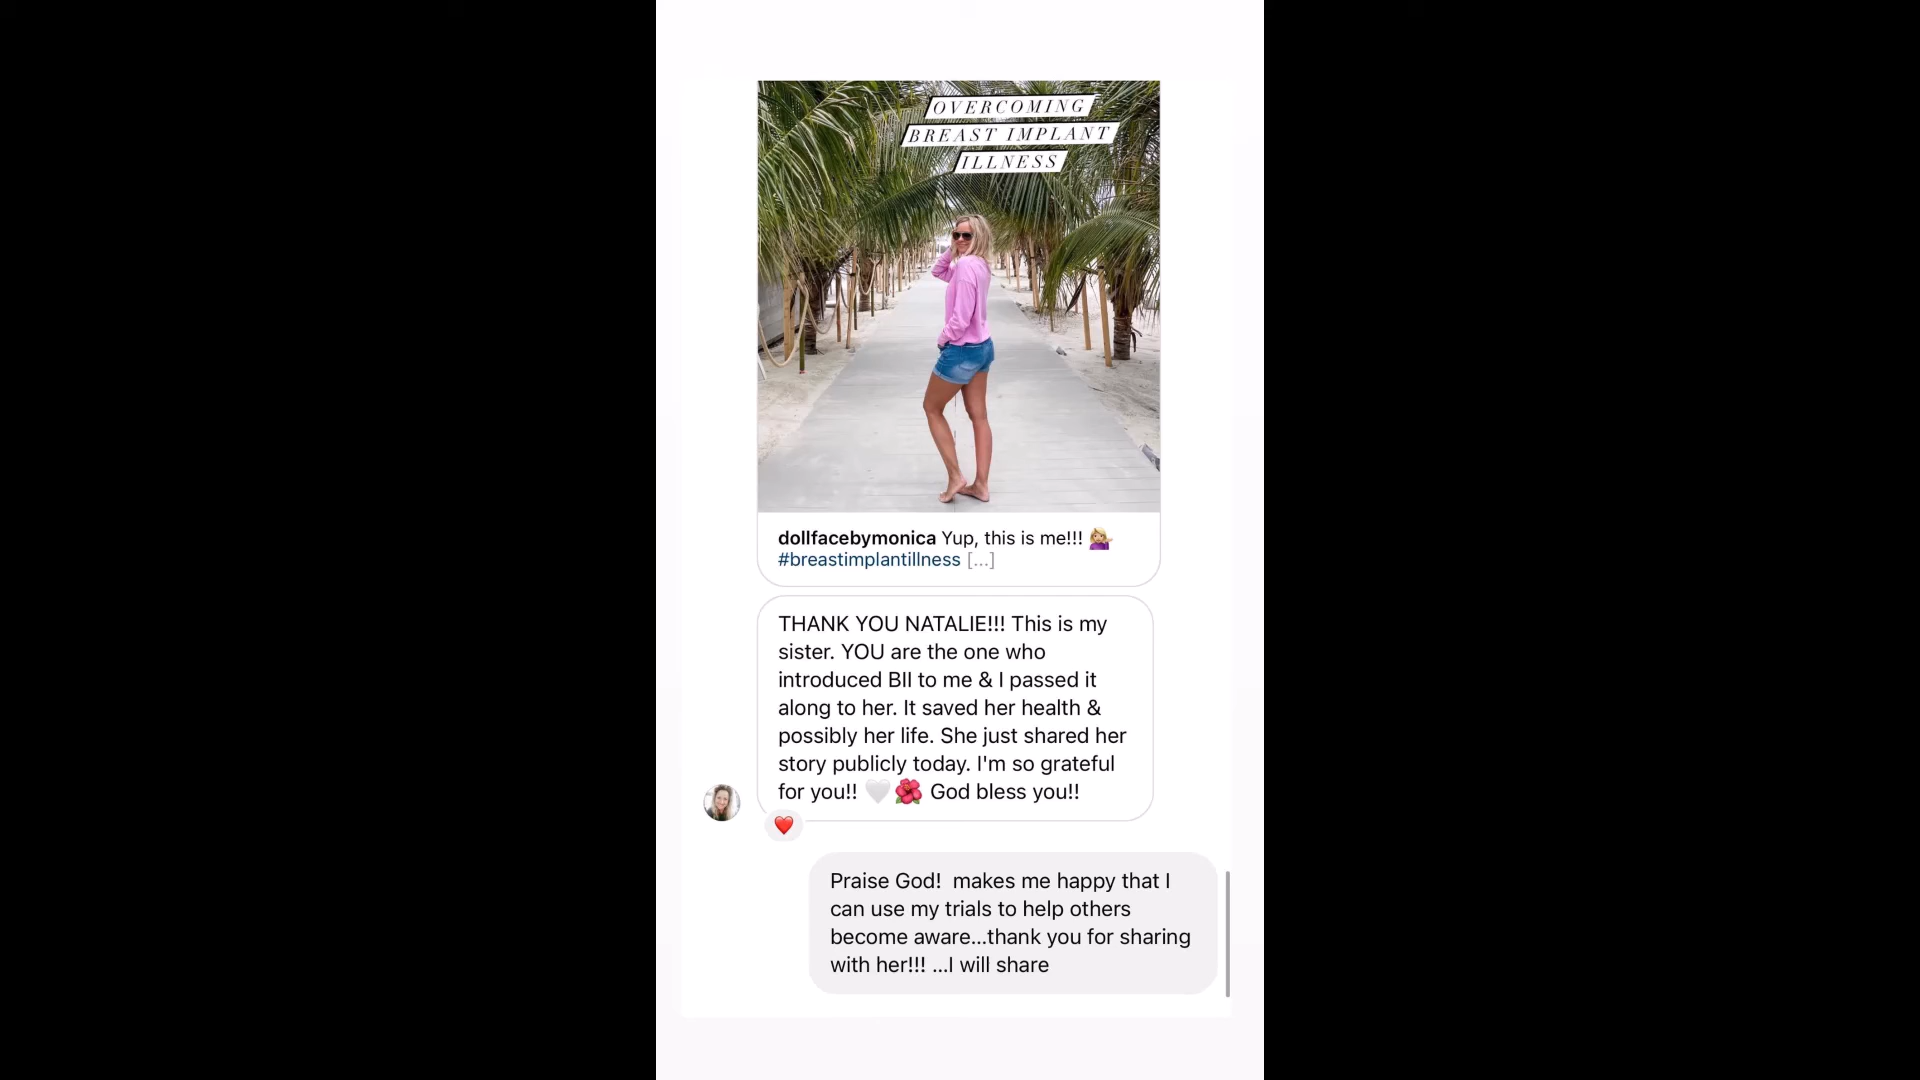 OVERCOMING
BREAST IMPLANT
ILLNESS
dollfacebymonica Yup, this is me!!! 💁🏼‍♀️
#breastimplantillness [...]
THANK YOU NATALIE!!! This is my
sister. YOU are the one who
introduced BII to me & I passed it
along to her. It saved her health &
possibly her life. She just shared her
story publicly today. I'm so grateful
for you!! 🤍🌺 God bless you!!
❤️
Praise God!  makes me happy that I
can use my trials to help others
become aware...thank you for sharing
with her!!! ...I will share